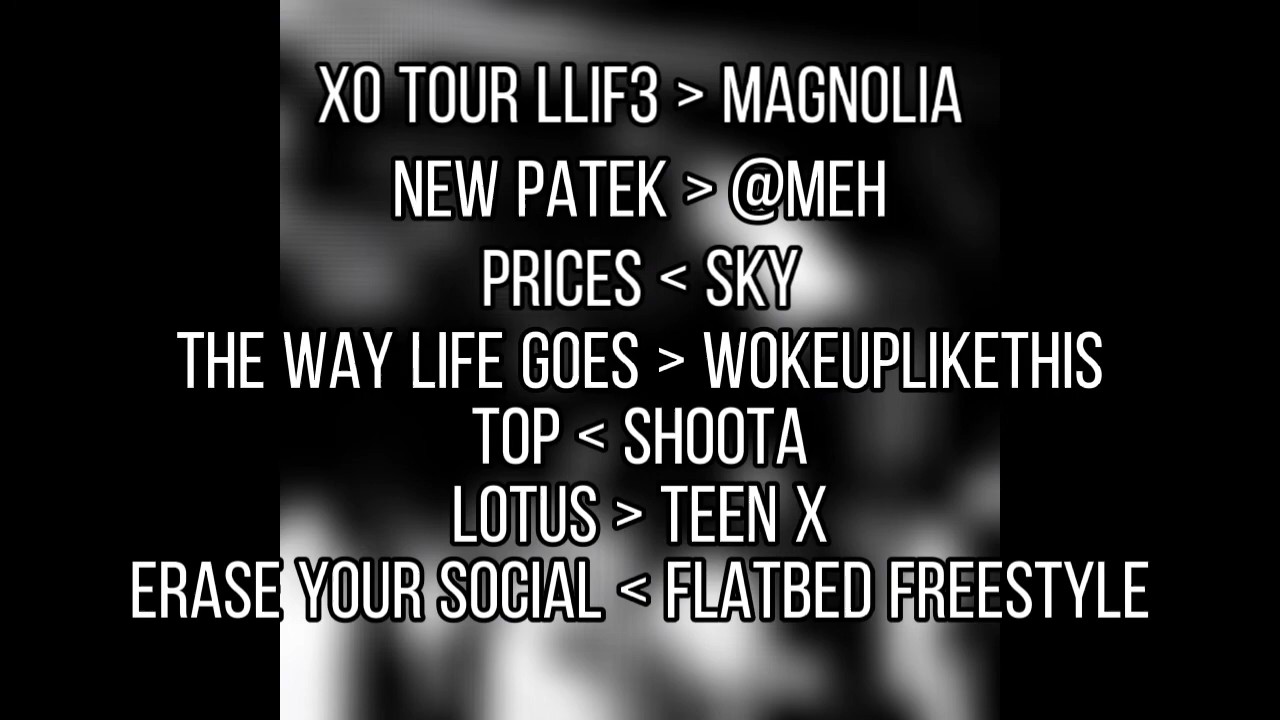 XO TOUR LLIF3 > MAGNOLIA
NEW PATEK > @MEH
PRICES < SKY
THE WAY LIFE GOES > WOKEUPLIKETHIS
TOP < SHOOTA
LOTUS > TEEN X
ERASE YOUR SOCIAL < FLATBED FREESTYLE